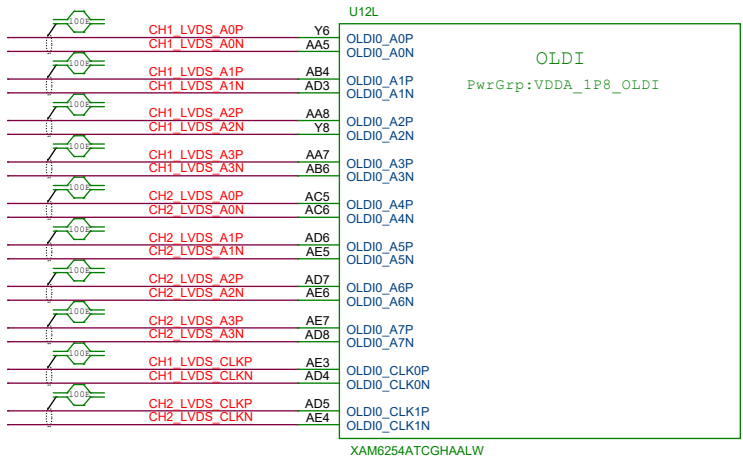 U12L
100E
CH1_LVDS_A0P Y6 OLDI0_A0P
CH1_LVDS_A0N AA5 OLDI0_A0N
OLDI
100E
CH1_LVDS_A1P AB4 OLDI0_A1P
PwrGrp:VDDA_1P8_OLDI
CH1_LVDS_A1N AD3 OLDI0_A1N
100E
CH1_LVDS_A2P AA8 OLDI0_A2P
CH1_LVDS_A2N Y8 OLDI0_A2N
100E
CH1_LVDS_A3P AA7 OLDI0_A3P
CH1_LVDS_A3N AB6 OLDI0_A3N
100E
CH2_LVDS_A0P AC5 OLDI0_A4P
CH2_LVDS_A0N AC6 OLDI0_A4N
100E
CH2_LVDS_A1P AD6 OLDI0_A5P
CH2_LVDS_A1N AE5 OLDI0_A5N
100E
CH2_LVDS_A2P AD7 OLDI0_A6P
CH2_LVDS_A2N AE6 OLDI0_A6N
100E
CH2_LVDS_A3P AE7 OLDI0_A7P
CH2_LVDS_A3N AD8 OLDI0_A7N
100E
CH1_LVDS_CLKP AE3 OLDI0_CLK0P
CH1_LVDS_CLKN AD4 OLDI0_CLK0N
100E
CH2_LVDS_CLKP AD5 OLDI0_CLK1P
CH2_LVDS_CLKN AE4 OLDI0_CLK1N
XAM6254ATCGHAALW